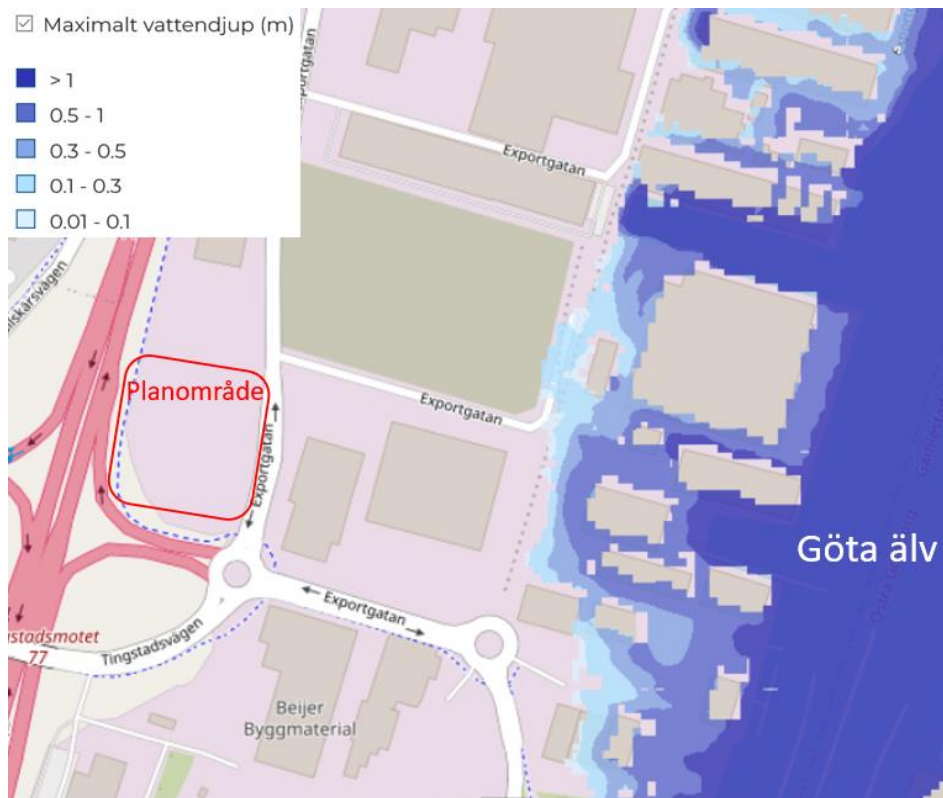 Maximalt vattendjup (m)
> 1
0.5 - 1
0.3 - 0.5
0.1 - 0.3
0.01 - 0.1
Exportgatan
Planområde
Exportgatan
Exportgatan
Göta älv
Exportgatan
Tingstadsvägen
77
Beijer
Byggmaterial